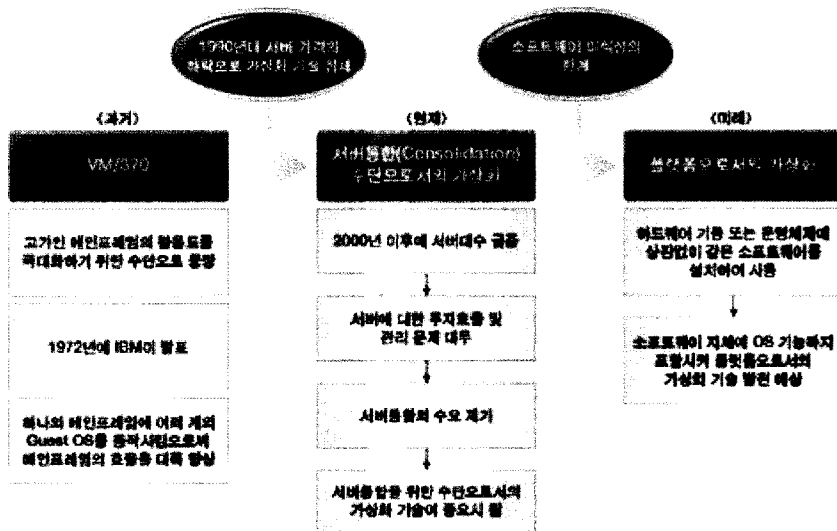 1990년대 서버 가격의
하락으로 가상화 기술 침체
소프트웨어 이식성의
한계
<과거>
<현재>
<미래>
VM/370
서버통합(Consolidation)
수단으로서의 가상화
플랫폼으로서의 가상화
고가인 메인프레임의 활용도를
극대화하기 위한 수단으로 등장
1972년에 IBM이 발표
하나의 메인프레임에 여러 개의
Guest OS를 동작시킴으로써
메인프레임의 효율을 대폭 향상
2000년 이후에 서버대수 급증
서버에 대한 투자효율 및
관리 문제 대두
서버통합의 수요 제기
서버통합을 위한 수단으로서의
가상화 기술이 중요시 됨
하드웨어 기종 또는 운영체제에
상관없이 같은 소프트웨어를
설치하여 사용
소프트웨어 자체에 OS 기능까지
포함시켜 플랫폼으로서의
가상화 기술 발전 예상